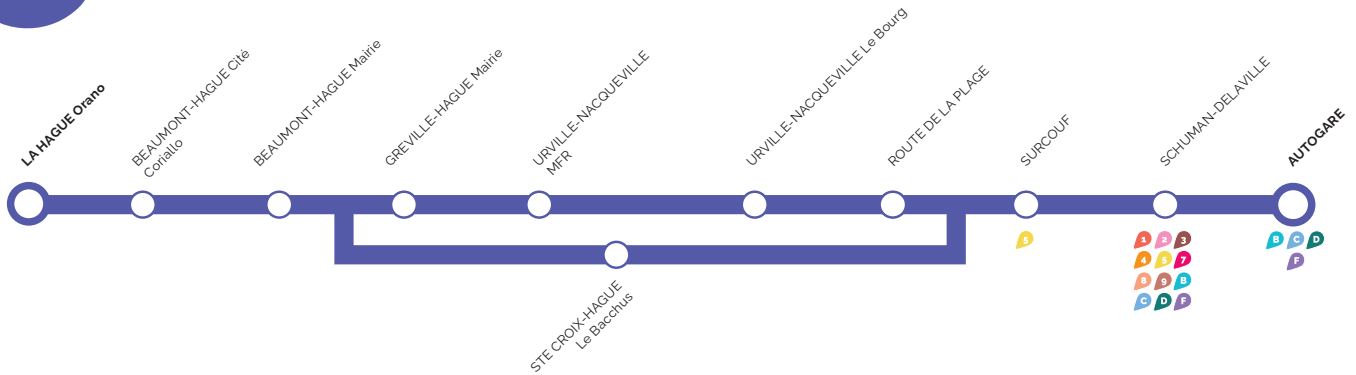 LA HAGUE Orano
BEAUMONT-HAGUE Cité
Coriallo
BEAUMONT-HAGUE Mairie
GREVILLE-HAGUE Mairie
URVILLE-NACQUEVILLE
MFR
URVILLE-NACQUEVILLE Le Bourg
ROUTE DE LA PLAGE
SURCOUF
SCHUMAN-DELAVILLE
AUTOGARE
STE CROIX-HAGUE
Le Bacchus
5
1 2 3
4 5 7
8 9 B
C D F
B C D
F